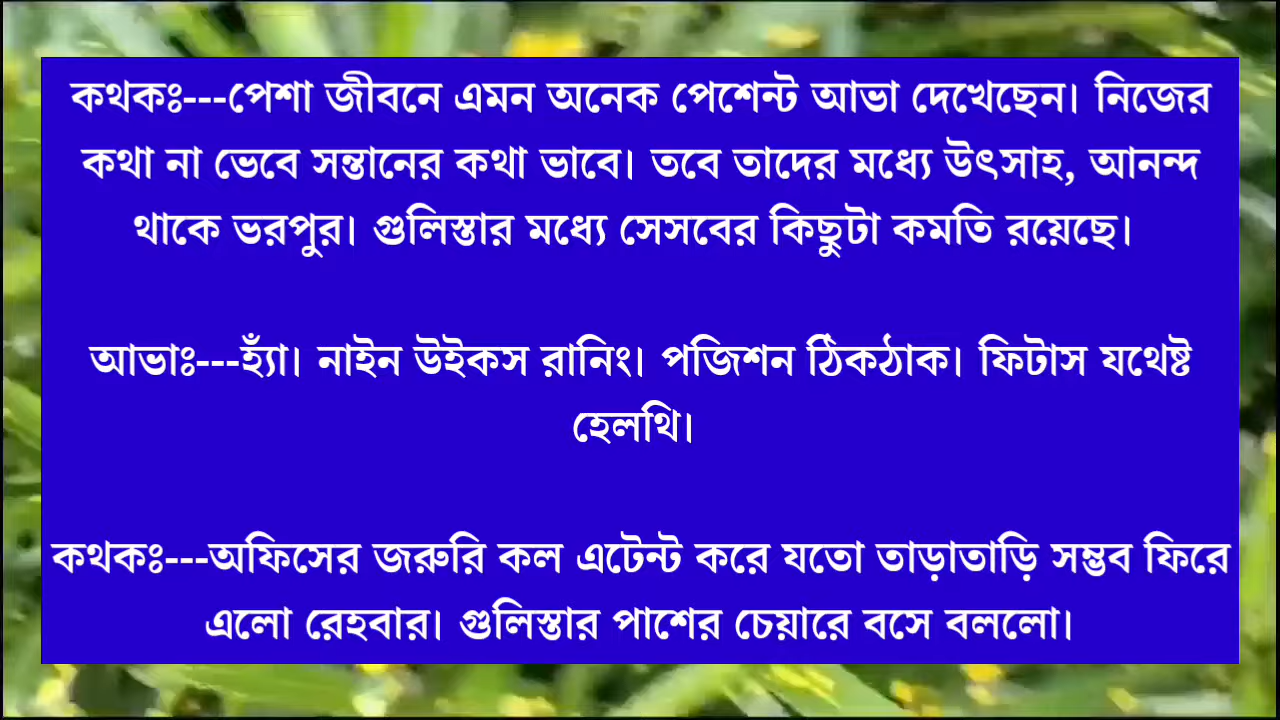 কথকঃ---পেশা জীবনে এমন অনেক পেশেন্ট আভা দেখেছেন। নিজের
কথা না ভেবে সন্তানের কথা ভাবে। তবে তাদের মধ্যে উৎসাহ, আনন্দ
থাকে ভরপুর। গুলিস্তার মধ্যে সেসবের কিছুটা কমতি রয়েছে।
আভাঃ---হ্যাঁ। নাইন উইকস রানিং। পজিশন ঠিকঠাক। ফিটাস যথেষ্ট
হেলথি।
কথকঃ---অফিসের জরুরি কল এটেন্ট করে যতো তাড়াতাড়ি সম্ভব ফিরে
এলো রেহবার। গুলিস্তার পাশের চেয়ারে বসে বললো।